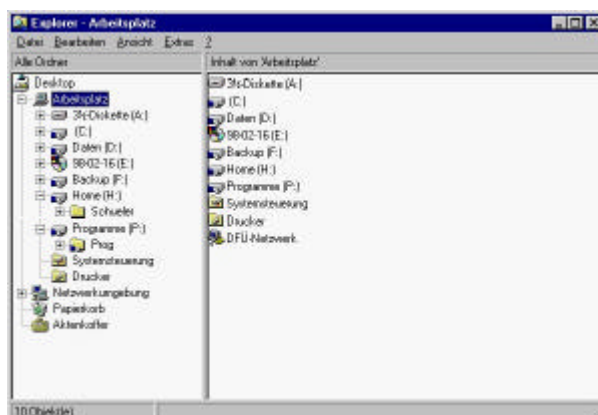 Explorer - Arbeitsplatz
Datei Bearbeiten Ansicht Extras ?
Alle Ordner
Inhalt von 'Arbeitsplatz'
Desktop
Arbeitsplatz
3½-Diskette (A:)
(C:)
Daten (D:)
98-02-16 (E:)
Backup (F:)
Home (H:)
Schueler
Programme (P:)
Prog
Systemsteuerung
Drucker
Netzwerkumgebung
Papierkorb
Aktenkoffer
3½-Diskette (A:)
(C:)
Daten (D:)
98-02-16 (E:)
Backup (F:)
Home (H:)
Programme (P:)
Systemsteuerung
Drucker
DFÜ-Netzwerk
10 Objekt(e)